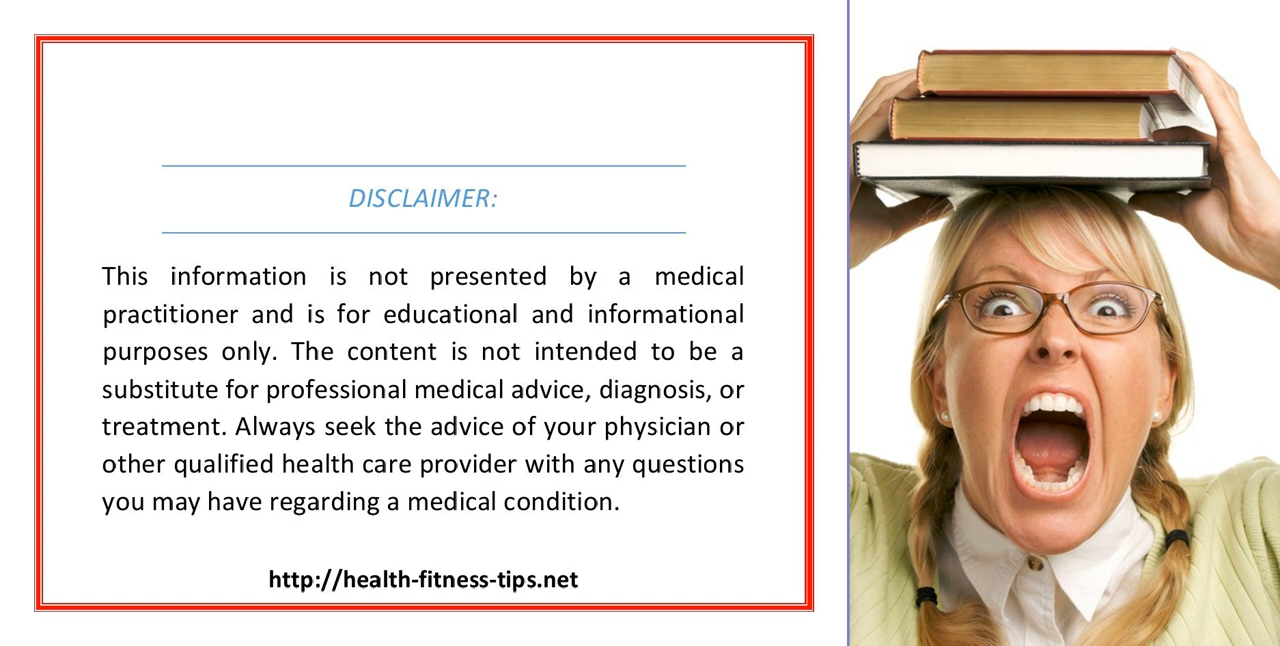 DISCLAIMER:
This information is not presented by a medical
practitioner and is for educational and informational
purposes only. The content is not intended to be a
substitute for professional medical advice, diagnosis, or
treatment. Always seek the advice of your physician or
other qualified health care provider with any questions
you may have regarding a medical condition.
http://health-fitness-tips.net